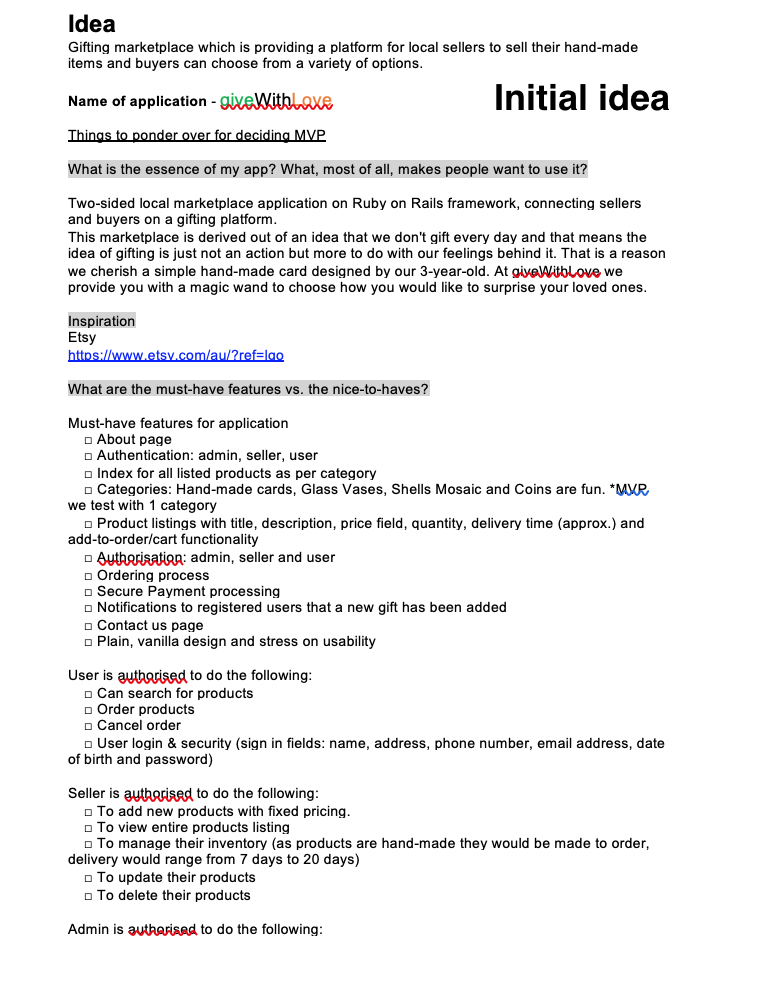 Idea
Gifting marketplace which is providing a platform for local sellers to sell their hand-made
items and buyers can choose from a variety of options.
Initial idea
Name of application - giveWithLove
Things to ponder over for deciding MVP
What is the essence of my app? What, most of all, makes people want to use it?
Two-sided local marketplace application on Ruby on Rails framework, connecting sellers
and buyers on a gifting platform.
This marketplace is derived out of an idea that we don't gift every day and that means the
idea of gifting is just not an action but more to do with our feelings behind it. That is a reason
we cherish a simple hand-made card designed by our 3-year-old. At giveWithLove we
provide you with a magic wand to choose how you would like to surprise your loved ones.
Inspiration
Etsy
https://www.etsy.com/au/?ref=lgo
What are the must-have features vs. the nice-to-haves?
Must-have features for application
□ About page
□ Authentication: admin, seller, user
□ Index for all listed products as per category
□ Categories: Hand-made cards, Glass Vases, Shells Mosaic and Coins are fun. *MVP
we test with 1 category
□ Product listings with title, description, price field, quantity, delivery time (approx.) and
add-to-order/cart functionality
□ Authorisation: admin, seller and user
□ Ordering process
□ Secure Payment processing
□ Notifications to registered users that a new gift has been added
□ Contact us page
□ Plain, vanilla design and stress on usability
User is authorised to do the following:
□ Can search for products
□ Order products
□ Cancel order
□ User login & security (sign in fields: name, address, phone number, email address, date
of birth and password)
Seller is authorised to do the following:
□ To add new products with fixed pricing.
□ To view entire products listing
□ To manage their inventory (as products are hand-made they would be made to order,
delivery would range from 7 days to 20 days)
□ To update their products
□ To delete their products
Admin is authorised to do the following: